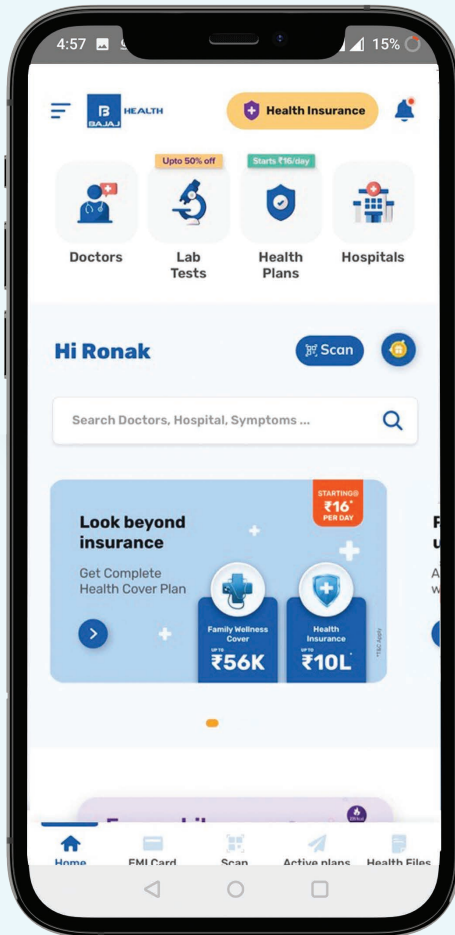 4:57
15%
B
BAJAJ
HEALTH
Health Insurance
Upto 50% off
Starts ₹16/day
Doctors
Lab
Tests
Health
Plans
Hospitals
Hi Ronak
Scan
Search Doctors, Hospital, Symptoms ...
Look beyond
insurance
Get Complete
Health Cover Plan
STARTING@
₹16*
PER DAY
Family Wellness
Cover
UP TO
₹56K
Health
Insurance
UP TO
₹10L*
*T&C Apply
Home
EMI Card
Scan
Active plans
Health Files